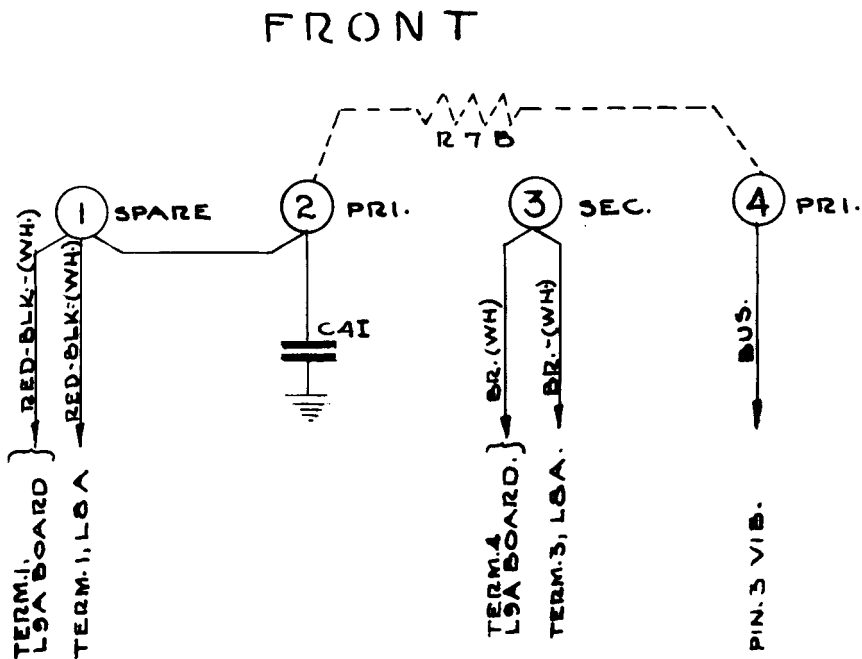 FRONT
R7B
1 SPARE
2 PRI.
3 SEC.
4 PRI.
C41
RED-BLK.-(WH.)
RED-BLK-(WH.)
BR.(WH)
BR.-(WH)
BUS.
TERM.1,
L9A BOARD
TERM.1, L8A
TERM.4
L9A BOARD.
TERM.3, L8A.
PIN.3 VIB.